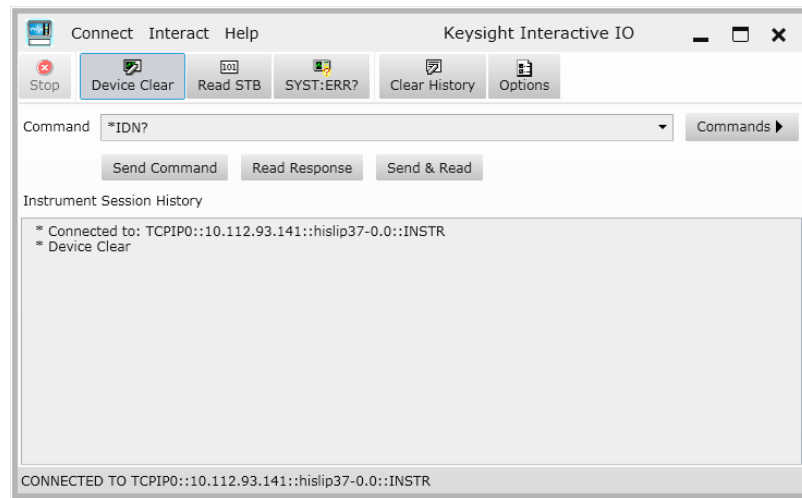 Connect Interact Help Keysight Interactive IO
Stop Device Clear Read STB SYST:ERR? Clear History Options
Command *IDN? Commands
Send Command Read Response Send & Read
Instrument Session History
* Connected to: TCPIP0::10.112.93.141::hislip37-0.0::INSTR
* Device Clear
CONNECTED TO TCPIP0::10.112.93.141::hislip37-0.0::INSTR